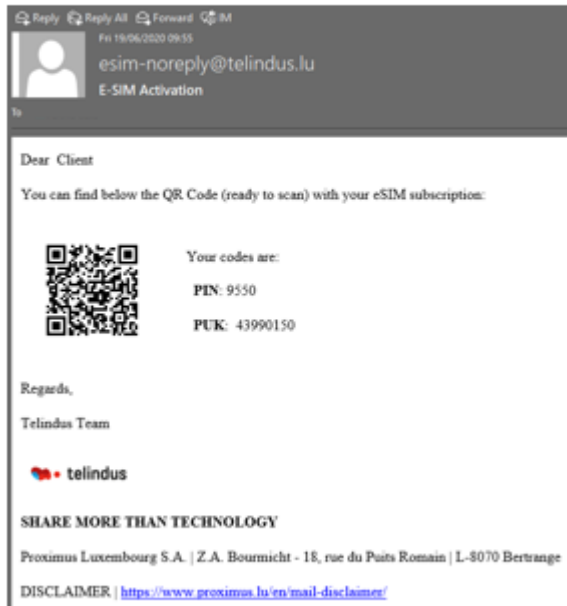 Reply Reply All Forward IM
Fri 19/06/2020 09:55
esim-noreply@telindus.lu
E-SIM Activation
To
Dear Client
You can find below the QR Code (ready to scan) with your eSIM subscription:
Your codes are:
PIN: 9550
PUK: 43990150
Regards,
Telindus Team
telindus
SHARE MORE THAN TECHNOLOGY
Proximus Luxembourg S.A. | Z.A. Bourmicht - 18, rue du Puits Romain | L-8070 Bertrange
DISCLAIMER | https://www.proximus.lu/en/mail-disclaimer/